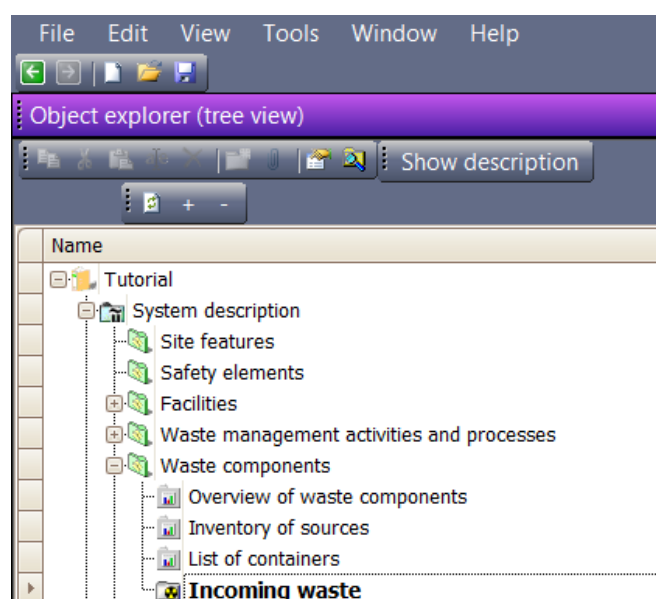 File Edit View Tools Window Help
Object explorer (tree view)
Show description
+ -
Name
Tutorial
System description
Site features
Safety elements
Facilities
Waste management activities and processes
Waste components
Overview of waste components
Inventory of sources
List of containers
Incoming waste